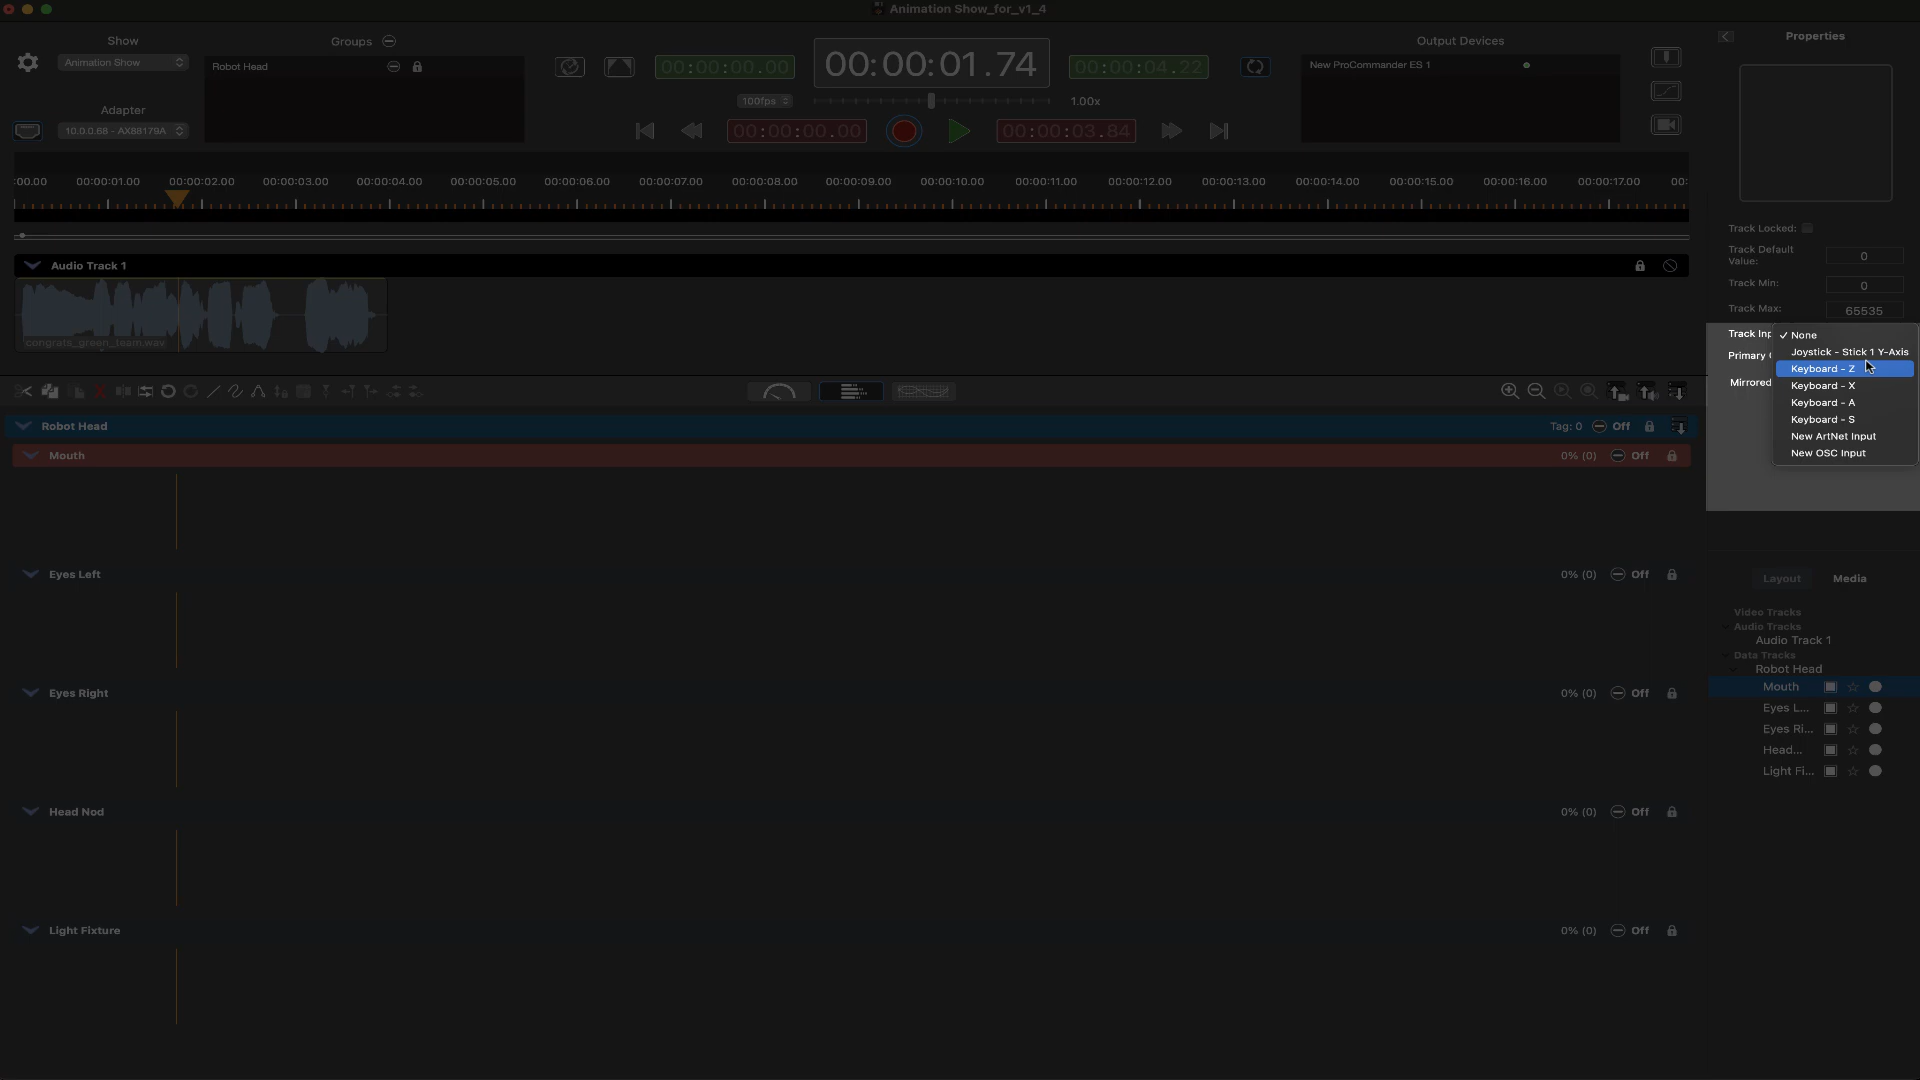 Animation Show_for_v1_4
Show
Animation Show
Adapter
10.0.0.66 - AX88179A
Groups
Robot Head
00:00:00.00
00:00:01.74
00:00:04.22
100fps
1.00x
00:00:00.00
00:00:03.84
Output Devices
New ProCommander ES 1
Properties
:00.00 00:00:01.00 00:00:02.00 00:00:03.00 00:00:04.00 00:00:05.00 00:00:06.00 00:00:07.00 00:00:08.00 00:00:09.00 00:00:10.00 00:00:11.00 00:00:12.00 00:00:13.00 00:00:14.00 00:00:15.00 00:00:16.00 00:00:17.00 00:
Audio Track 1
congrats_green_team.wav
Robot Head Tag: 0 Off
Mouth 0% (0) Off
Eyes Left 0% (0) Off
Eyes Right 0% (0) Off
Head Nod 0% (0) Off
Light Fixture 0% (0) Off
Track Locked:
Track Default
Value: 0
Track Min: 0
Track Max: 65535
Track Inp
Primary
Mirrored
✓ None
Joystick - Stick 1 Y-Axis
Keyboard - Z
Keyboard - X
Keyboard - A
Keyboard - S
New ArtNet Input
New OSC Input
Layout Media
Video Tracks
Audio Tracks
Audio Track 1
Data Tracks
Robot Head
Mouth
Eyes L...
Eyes Ri...
Head...
Light Fi...